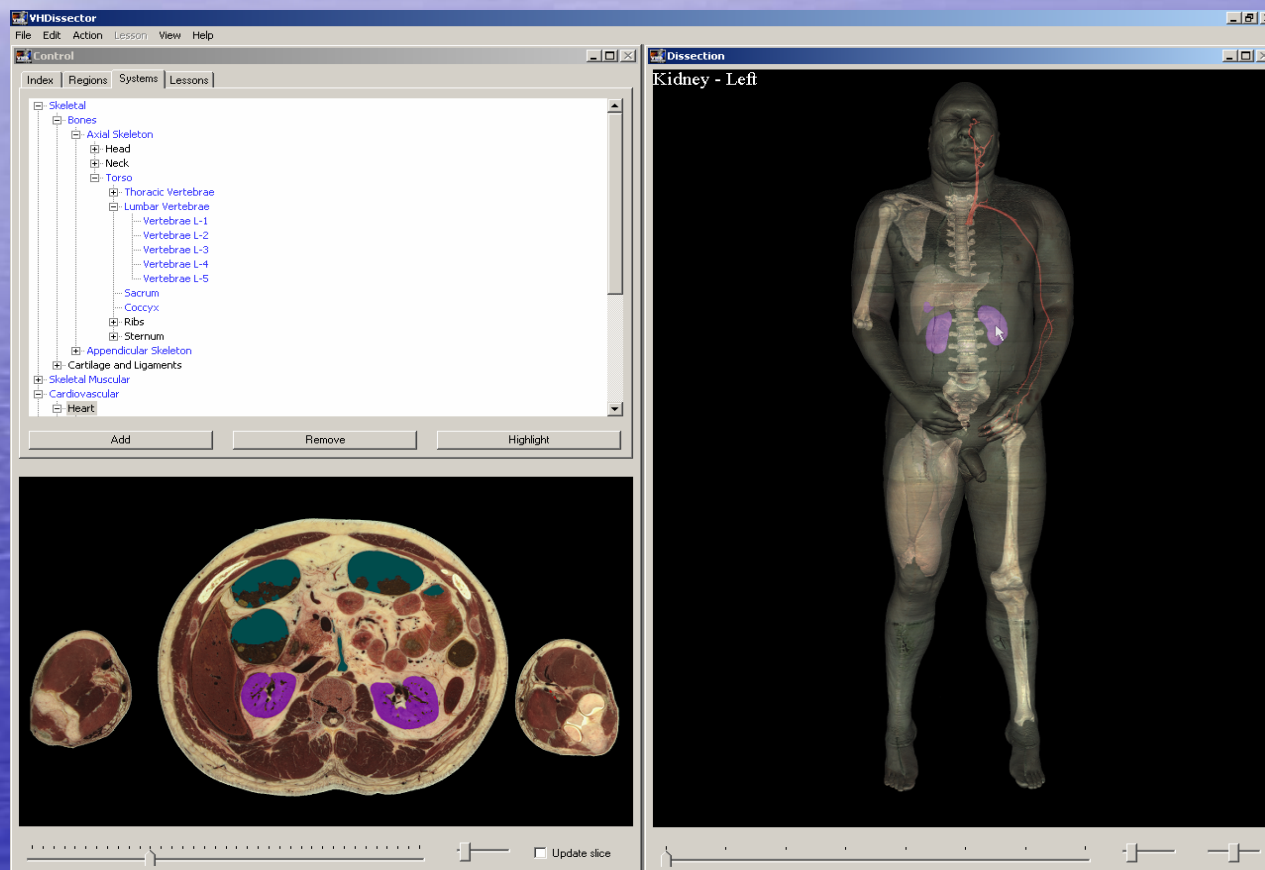 VHDissector
File Edit Action Lesson View Help
Control
Index Regions Systems Lessons
Skeletal
Bones
Axial Skeleton
Head
Neck
Torso
Thoracic Vertebrae
Lumbar Vertebrae
Vertebrae L-1
Vertebrae L-2
Vertebrae L-3
Vertebrae L-4
Vertebrae L-5
Sacrum
Coccyx
Ribs
Sternum
Appendicular Skeleton
Cartilage and Ligaments
Skeletal Muscular
Cardiovascular
Heart
Add Remove Highlight
Update slice
Dissection
Kidney - Left